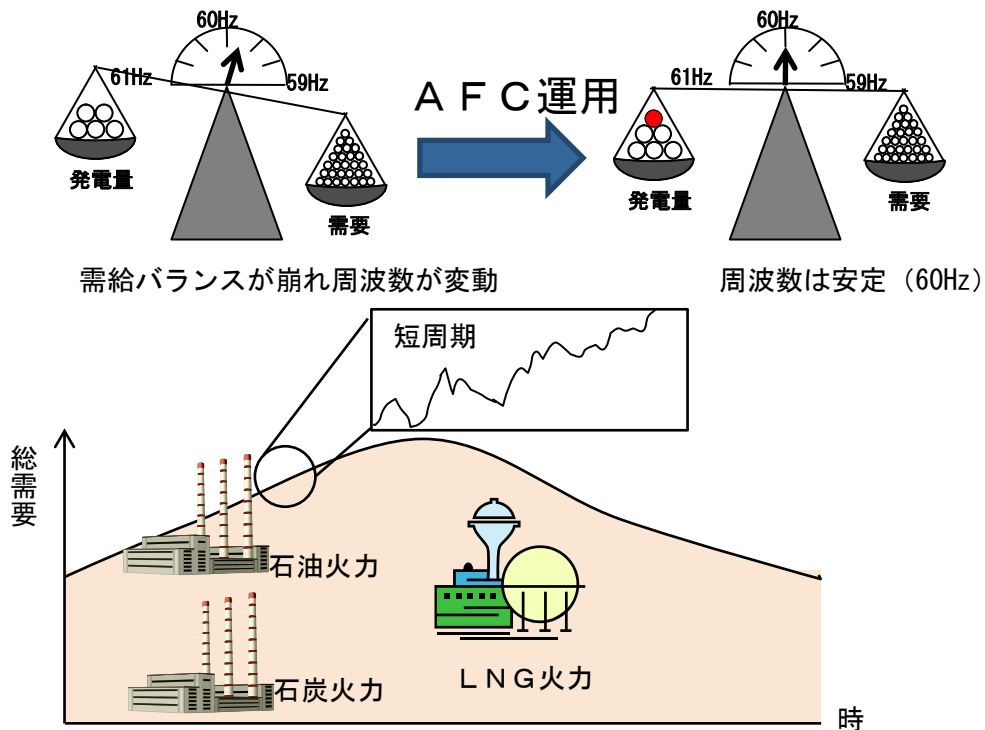 60Hz
61Hz
59Hz
発電量
需要
ＡＦＣ運用
60Hz
61Hz
59Hz
発電量
需要
需給バランスが崩れ周波数が変動
周波数は安定（60Hz）
短周期
総需要
石油火力
石炭火力
ＬＮＧ火力
時